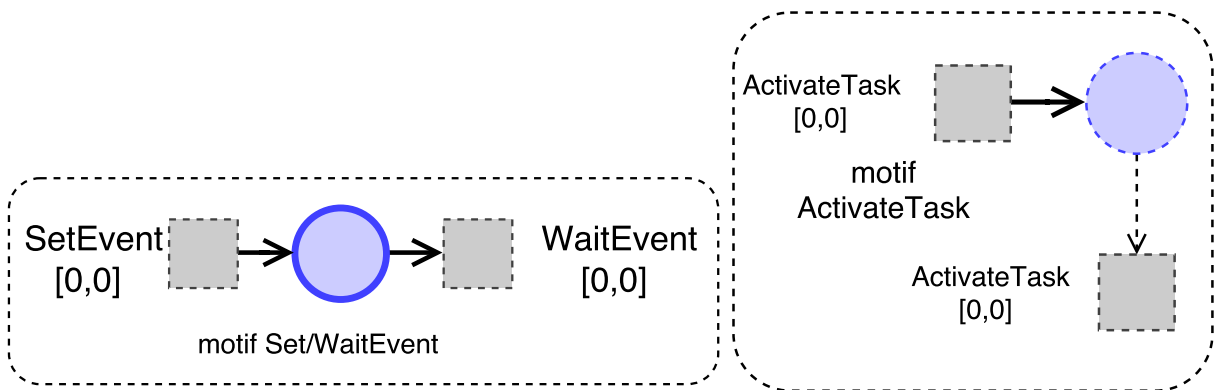 SetEvent
[0,0]
WaitEvent
[0,0]
motif Set/WaitEvent
ActivateTask
[0,0]
motif
ActivateTask
ActivateTask
[0,0]